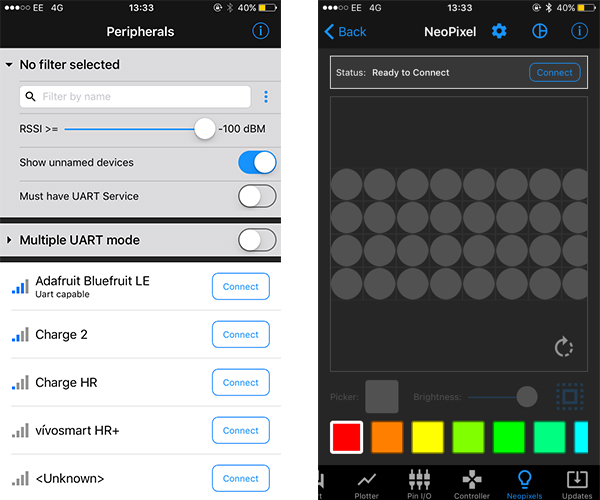 EE 4G 13:33 40%
Peripherals
No filter selected
Filter by name
RSSI >= -100 dBM
Show unnamed devices
Must have UART Service
Multiple UART mode
Adafruit Bluefruit LE Connect
Uart capable
Charge 2 Connect
Charge HR Connect
vívosmart HR+ Connect
<Unknown> Connect
EE 4G 13:33 40%
Back NeoPixel
Status: Ready to Connect Connect
Picker: Brightness:
Plotter Pin I/O Controller Neopixels Updates